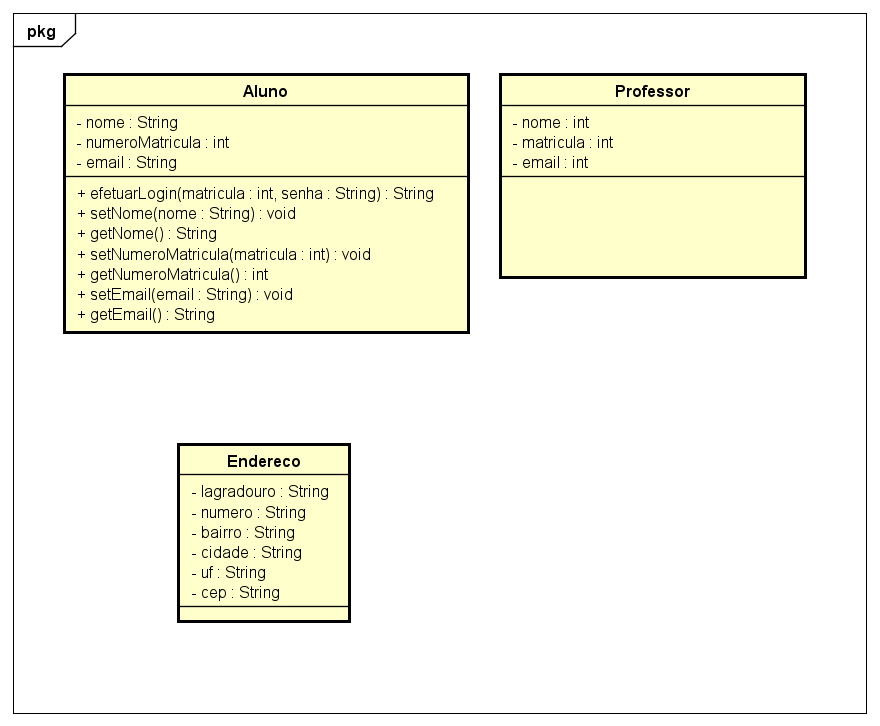 pkg
Aluno
- nome : String
- numeroMatricula : int
- email : String
+ efetuarLogin(matricula : int, senha : String) : String
+ setNome(nome : String) : void
+ getNome() : String
+ setNumeroMatricula(matricula : int) : void
+ getNumeroMatricula() : int
+ setEmail(email : String) : void
+ getEmail() : String
Professor
- nome : int
- matricula : int
- email : int
Endereco
- lagradouro : String
- numero : String
- bairro : String
- cidade : String
- uf : String
- cep : String